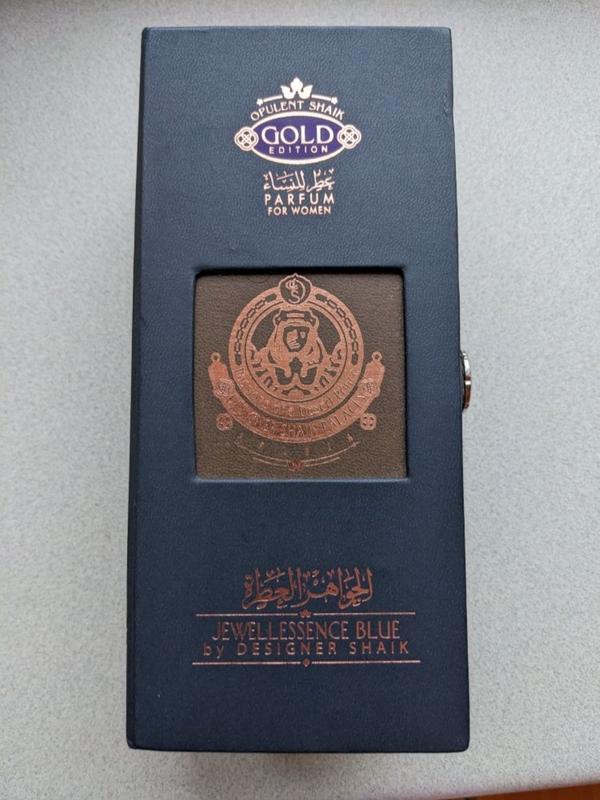 OPULENT SHAIK
GOLD
EDITION
عطر للنساء
PARFUM
FOR WOMEN
الجواهر العطرة
JEWELLESSENCE BLUE
by DESIGNER SHAIK